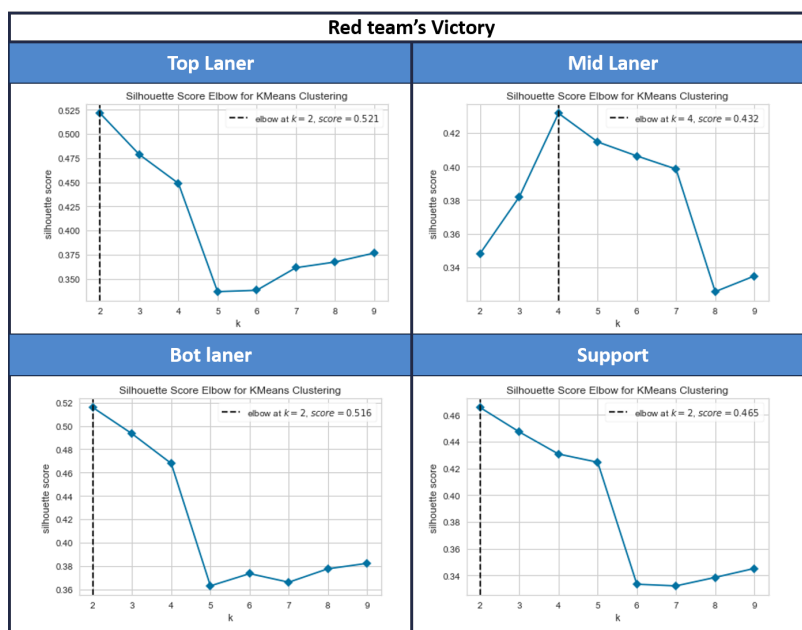 Red team's Victory
Top Laner
Mid Laner
Silhouette Score Elbow for KMeans Clustering
elbow at k = 2, score = 0.521
0.525
0.500
0.475
0.450
0.425
0.400
0.375
0.350
silhouette score
2 3 4 5 6 7 8 9
k
Silhouette Score Elbow for KMeans Clustering
elbow at k = 4, score = 0.432
0.42
0.40
0.38
0.36
0.34
silhouette score
2 3 4 5 6 7 8 9
k
Bot laner
Support
Silhouette Score Elbow for KMeans Clustering
elbow at k = 2, score = 0.516
0.52
0.50
0.48
0.46
0.44
0.42
0.40
0.38
0.36
silhouette score
2 3 4 5 6 7 8 9
k
Silhouette Score Elbow for KMeans Clustering
elbow at k = 2, score = 0.465
0.46
0.44
0.42
0.40
0.38
0.36
0.34
silhouette score
2 3 4 5 6 7 8 9
k